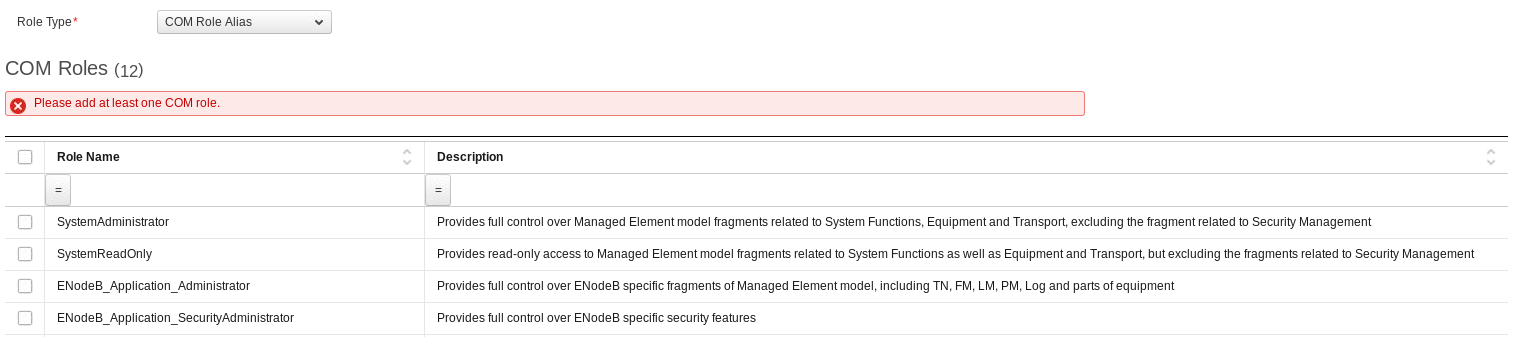 Role Type* COM Role Alias
COM Roles (12)
Please add at least one COM role.
Role Name Description
= =
SystemAdministrator Provides full control over Managed Element model fragments related to System Functions, Equipment and Transport, excluding the fragment related to Security Management
SystemReadOnly Provides read-only access to Managed Element model fragments related to System Functions as well as Equipment and Transport, but excluding the fragments related to Security Management
ENodeB_Application_Administrator Provides full control over ENodeB specific fragments of Managed Element model, including TN, FM, LM, PM, Log and parts of equipment
ENodeB_Application_SecurityAdministrator Provides full control over ENodeB specific security features